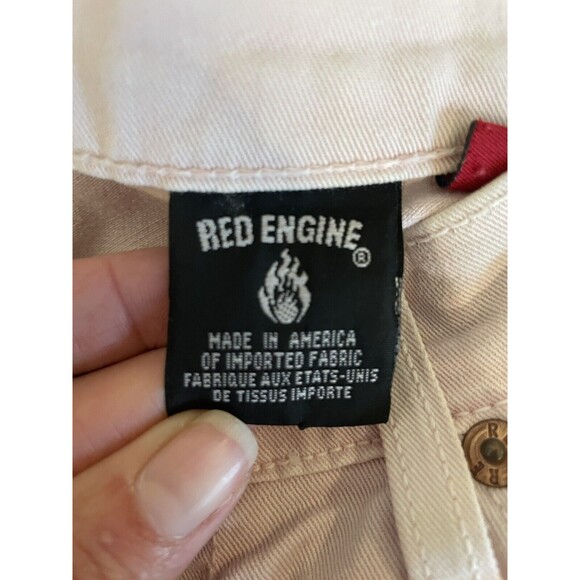 RED ENGINE
®
MADE IN AMERICA
OF IMPORTED FABRIC
FABRIQUE AUX ETATS-UNIS
DE TISSUS IMPORTE
R
R E